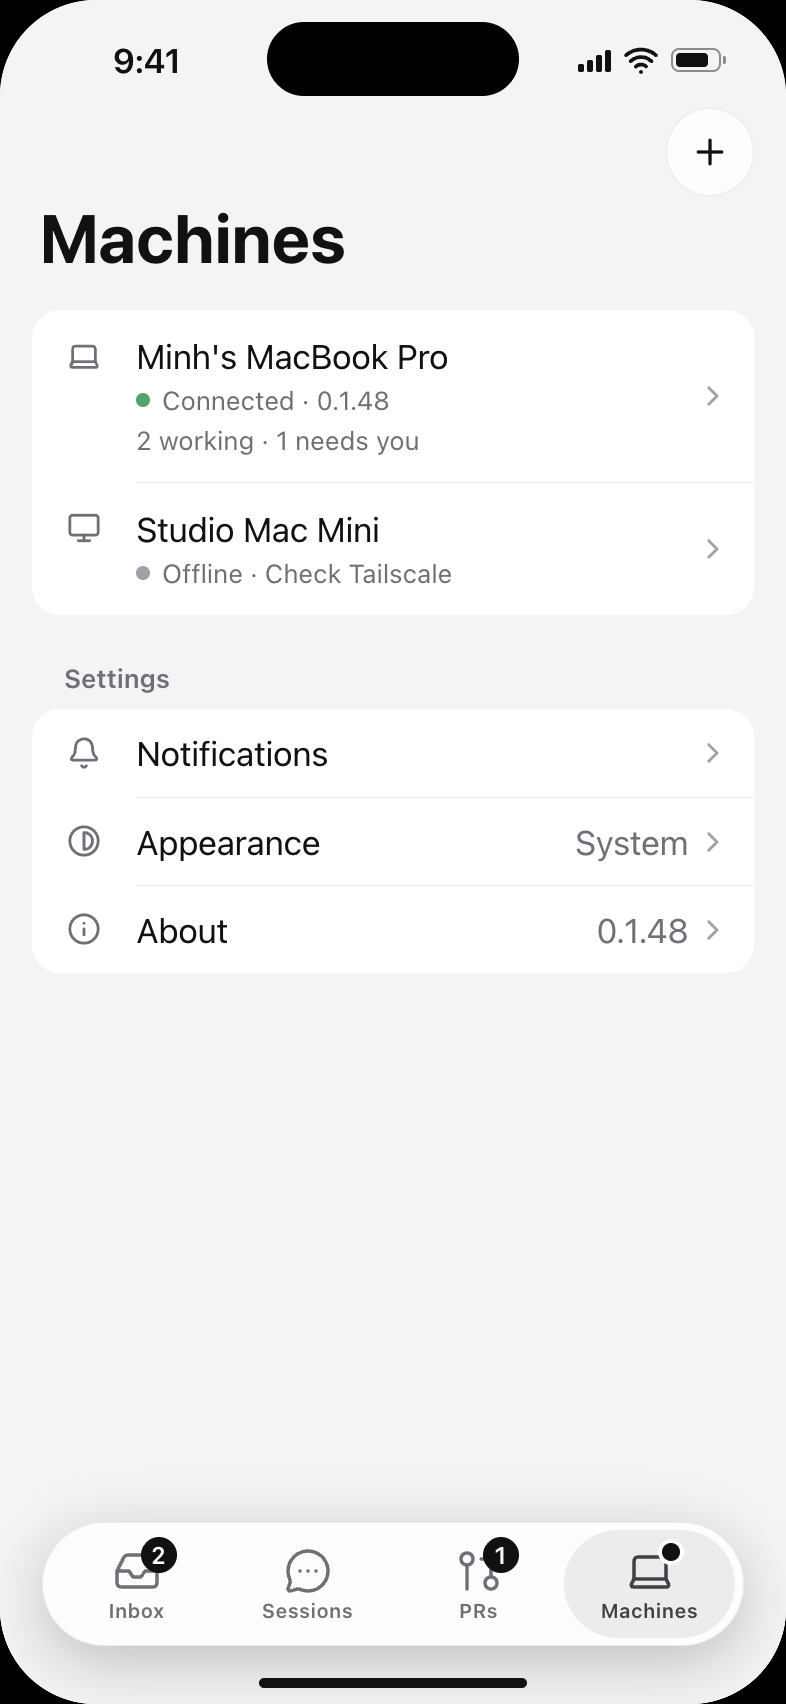 9:41
Machines
Minh's MacBook Pro
Connected · 0.1.48
2 working · 1 needs you
Studio Mac Mini
Offline · Check Tailscale
Settings
Notifications
Appearance System
About 0.1.48
2 1
Inbox Sessions PRs Machines